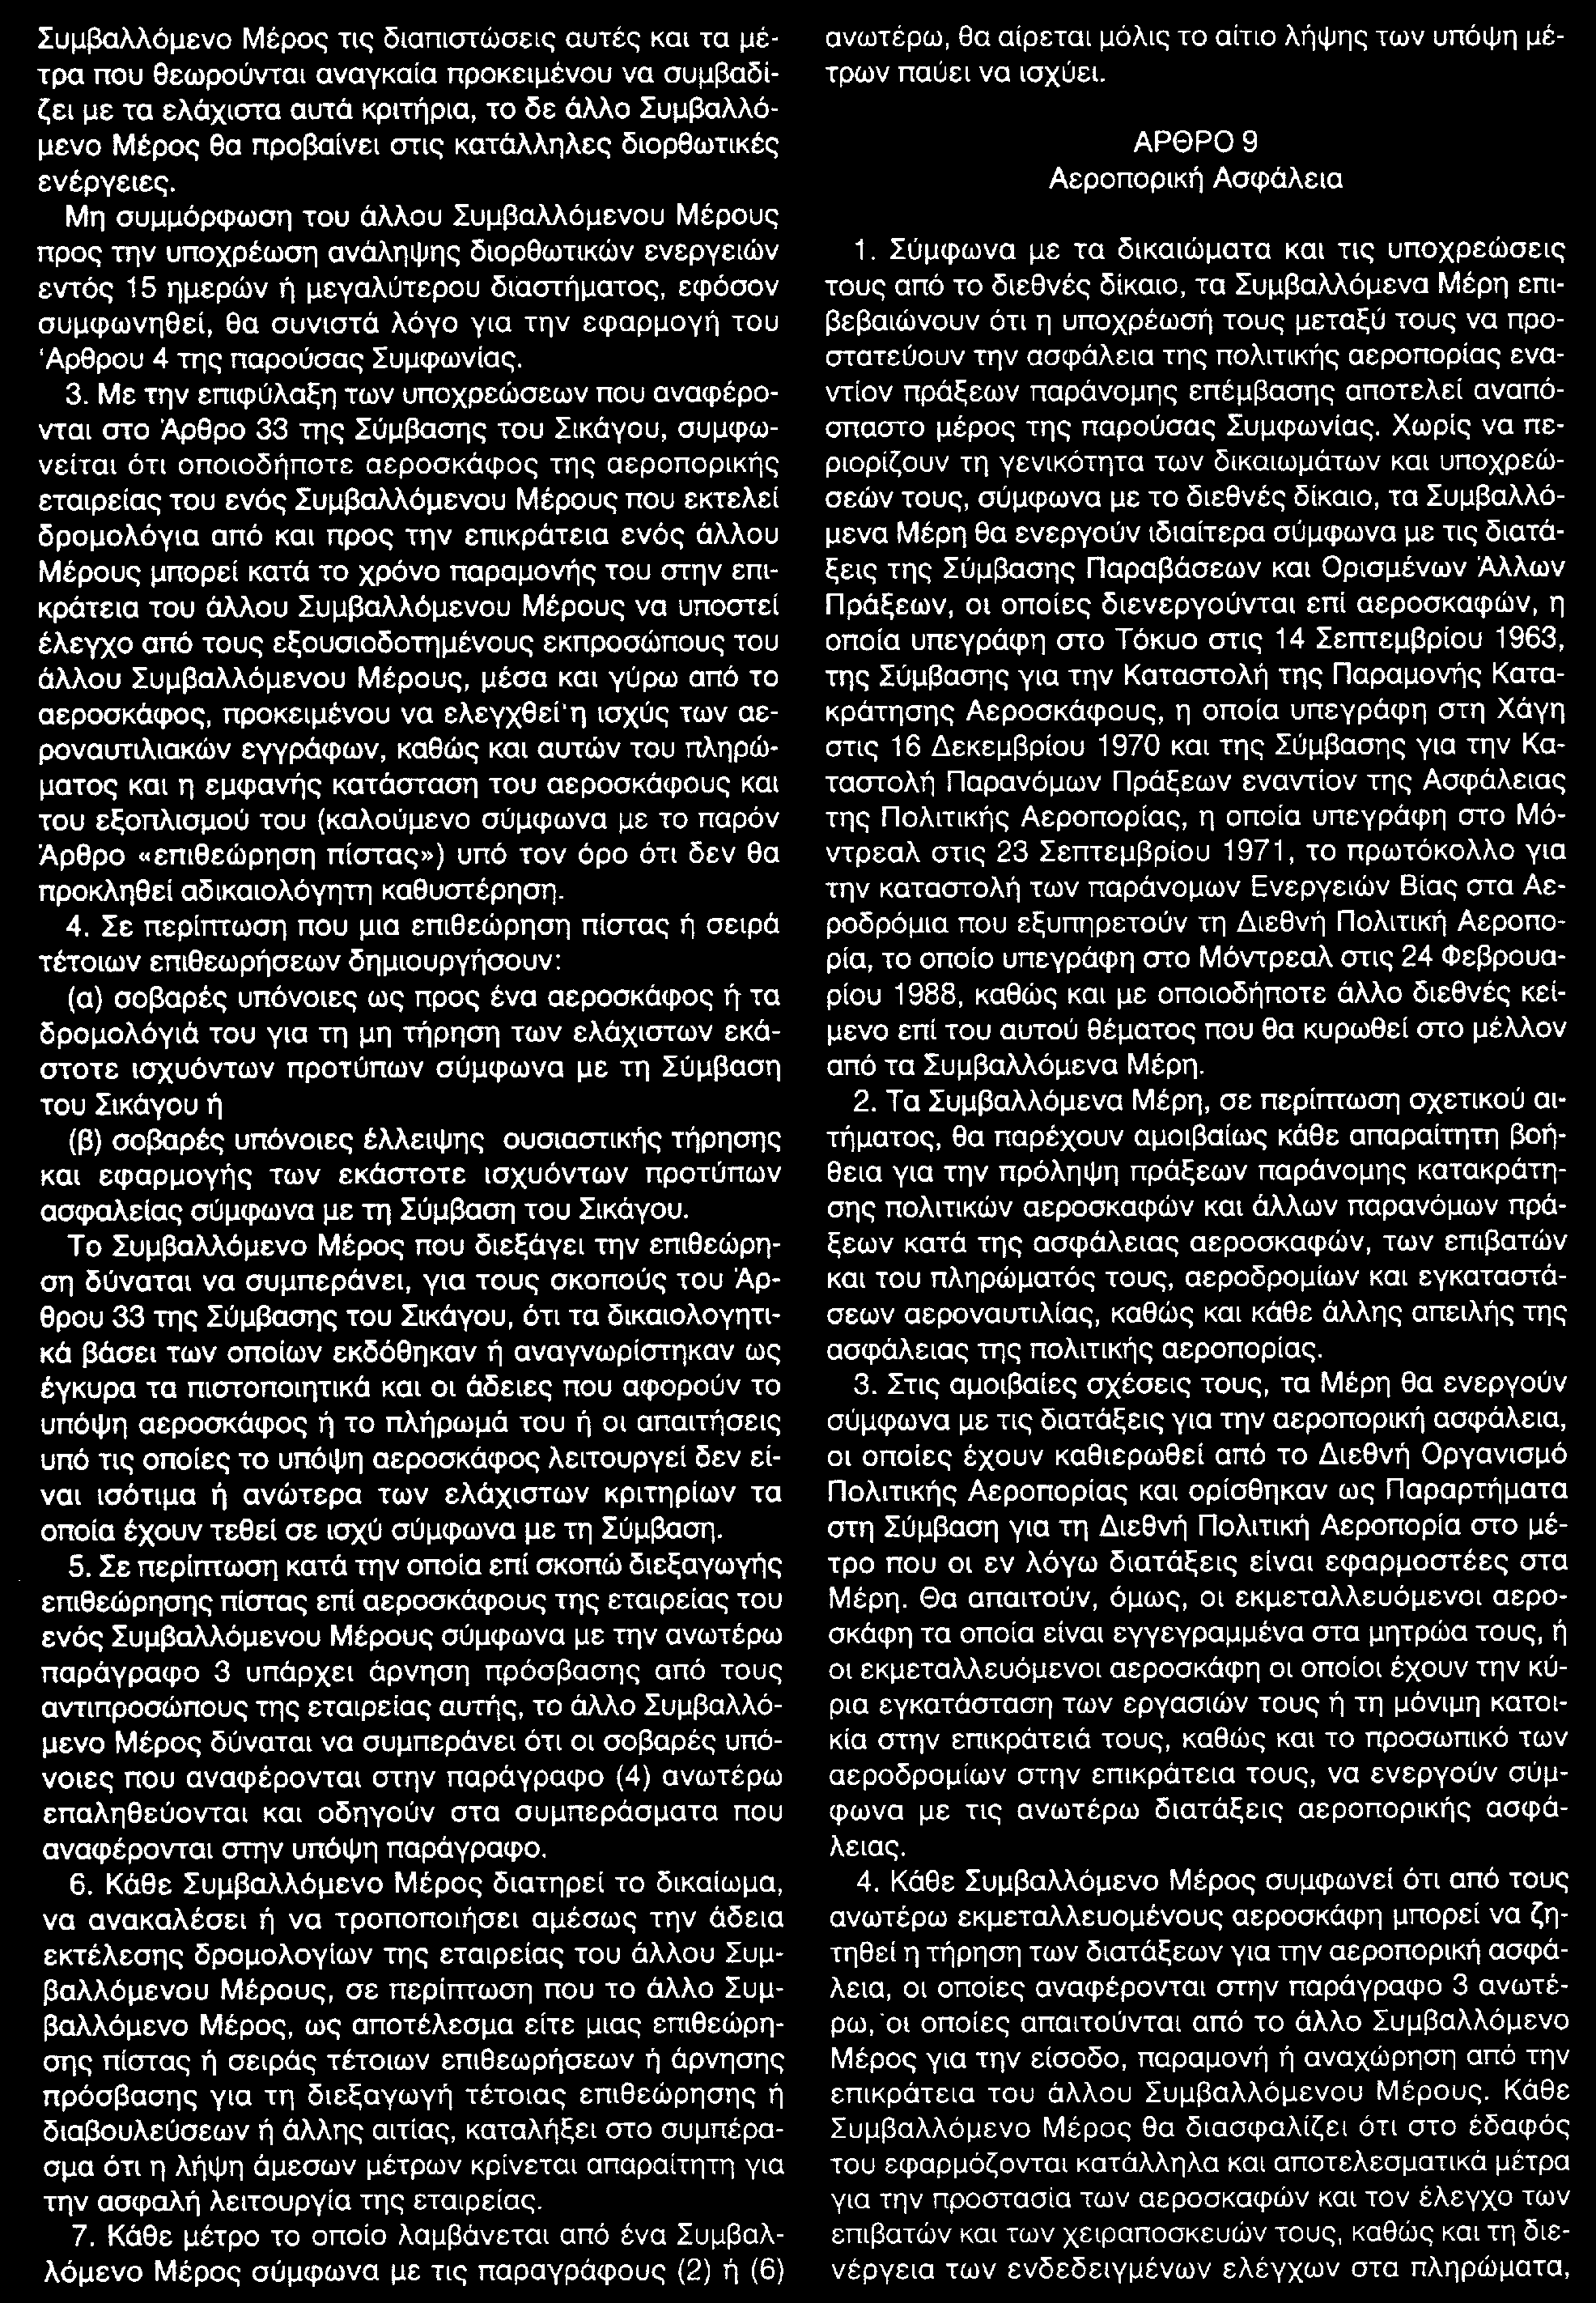 Συμβαλλόμενο Μέρος τις διαπιστώσεις αυτές και τα μέ-
τρα που θεωρούνται αναγκαία προκειμένου να συμβαδί-
ζει με τα ελάχιστα αυτά κριτήρια, το δε άλλο Συμβαλλό-
μενο Μέρος θα προβαίνει στις κατάλληλες διορθωτικές
ενέργειες.
Μη συμμόρφωση του άλλου Συμβαλλόμενου Μέρους
προς την υποχρέωση ανάληψης διορθωτικών ενεργειών
εντός 15 ημερών ή μεγαλύτερου διαστήματος, εφόσον
συμφωνηθεί, θα συνιστά λόγο για την εφαρμογή του
Άρθρου 4 της παρούσας Συμφωνίας.
3. Με την επιφύλαξη των υποχρεώσεων που αναφέρο-
νται στο Άρθρο 33 της Σύμβασης του Σικάγου, συμφω-
νείται ότι οποιοδήποτε αεροσκάφος της αεροπορικής
εταιρείας του ενός Συμβαλλόμενου Μέρους που εκτελεί
δρομολόγια από και προς την επικράτεια ενός άλλου
Μέρους μπορεί κατά το χρόνο παραμονής του στην επι-
κράτεια του άλλου Συμβαλλόμενου Μέρους να υποστεί
έλεγχο από τους εξουσιοδοτημένους εκπροσώπους του
άλλου Συμβαλλόμενου Μέρους, μέσα και γύρω από το
αεροσκάφος, προκειμένου να ελεγχθεί η ισχύς των αε-
ροναυτιλιακών εγγράφων, καθώς και αυτών του πληρώ-
ματος και η εμφανής κατάσταση του αεροσκάφους και
του εξοπλισμού του (καλούμενο σύμφωνα με το παρόν
Άρθρο «επιθεώρηση πίστας») υπό τον όρο ότι δεν θα
προκληθεί αδικαιολόγητη καθυστέρηση.
4. Σε περίπτωση που μια επιθεώρηση πίστας ή σειρά
τέτοιων επιθεωρήσεων δημιουργήσουν:
(α) σοβαρές υπόνοιες ως προς ένα αεροσκάφος ή τα
δρομολόγιά του για τη μη τήρηση των ελάχιστων εκά-
στοτε ισχυόντων προτύπων σύμφωνα με τη Σύμβαση
του Σικάγου ή
(β) σοβαρές υπόνοιες έλλειψης ουσιαστικής τήρησης
και εφαρμογής των εκάστοτε ισχυόντων προτύπων
ασφαλείας σύμφωνα με τη Σύμβαση του Σικάγου.
Το Συμβαλλόμενο Μέρος που διεξάγει την επιθεώρη-
ση δύναται να συμπεράνει, για τους σκοπούς του Άρ-
θρου 33 της Σύμβασης του Σικάγου, ότι τα δικαιολογητι-
κά βάσει των οποίων εκδόθηκαν ή αναγνωρίστηκαν ως
έγκυρα τα πιστοποιητικά και οι άδειες που αφορούν το
υπόψη αεροσκάφος ή το πλήρωμά του ή οι απαιτήσεις
υπό τις οποίες το υπόψη αεροσκάφος λειτουργεί δεν εί-
ναι ισότιμα ή ανώτερα των ελάχιστων κριτηρίων τα
οποία έχουν τεθεί σε ισχύ σύμφωνα με τη Σύμβαση.
5. Σε περίπτωση κατά την οποία επί σκοπώ διεξαγωγής
επιθεώρησης πίστας επί αεροσκάφους της εταιρείας του
ενός Συμβαλλόμενου Μέρους σύμφωνα με την ανωτέρω
παράγραφο 3 υπάρχει άρνηση πρόσβασης από τους
αντιπροσώπους της εταιρείας αυτής, το άλλο Συμβαλλό-
μενο Μέρος δύναται να συμπεράνει ότι οι σοβαρές υπό-
νοιες που αναφέρονται στην παράγραφο (4) ανωτέρω
επαληθεύονται και οδηγούν στα συμπεράσματα που
αναφέρονται στην υπόψη παράγραφο.
6. Κάθε Συμβαλλόμενο Μέρος διατηρεί το δικαίωμα,
να ανακαλέσει ή να τροποποιήσει αμέσως την άδεια
εκτέλεσης δρομολογίων της εταιρείας του άλλου Συμ-
βαλλόμενου Μέρους, σε περίπτωση που το άλλο Συμ-
βαλλόμενο Μέρος, ως αποτέλεσμα είτε μιας επιθεώρη-
σης πίστας ή σειράς τέτοιων επιθεωρήσεων ή άρνησης
πρόσβασης για τη διεξαγωγή τέτοιας επιθεώρησης ή
διαβουλεύσεων ή άλλης αιτίας, καταλήξει στο συμπέρα-
σμα ότι η λήψη άμεσων μέτρων κρίνεται απαραίτητη για
την ασφαλή λειτουργία της εταιρείας.
7. Κάθε μέτρο το οποίο λαμβάνεται από ένα Συμβαλ-
λόμενο Μέρος σύμφωνα με τις παραγράφους (2) ή (6)
ανωτέρω, θα αίρεται μόλις το αίτιο λήψης των υπόψη μέ-
τρων παύει να ισχύει.
ΑΡΘΡΟ 9
Αεροπορική Ασφάλεια
1. Σύμφωνα με τα δικαιώματα και τις υποχρεώσεις
τους από το διεθνές δίκαιο, τα Συμβαλλόμενα Μέρη επι-
βεβαιώνουν ότι η υποχρέωσή τους μεταξύ τους να προ-
στατεύουν την ασφάλεια της πολιτικής αεροπορίας ενα-
ντίον πράξεων παράνομης επέμβασης αποτελεί αναπό-
σπαστο μέρος της παρούσας Συμφωνίας. Χωρίς να πε-
ριορίζουν τη γενικότητα των δικαιωμάτων και υποχρεώ-
σεών τους, σύμφωνα με το διεθνές δίκαιο, τα Συμβαλλό-
μενα Μέρη θα ενεργούν ιδιαίτερα σύμφωνα με τις διατά-
ξεις της Σύμβασης Παραβάσεων και Ορισμένων Άλλων
Πράξεων, οι οποίες διενεργούνται επί αεροσκαφών, η
οποία υπεγράφη στο Τόκυο στις 14 Σεπτεμβρίου 1963,
της Σύμβασης για την Καταστολή της Παραμονής Κατα-
κράτησης Αεροσκάφους, η οποία υπεγράφη στη Χάγη
στις 16 Δεκεμβρίου 1970 και της Σύμβασης για την Κα-
ταστολή Παρανόμων Πράξεων εναντίον της Ασφάλειας
της Πολιτικής Αεροπορίας, η οποία υπεγράφη στο Μό-
ντρεαλ στις 23 Σεπτεμβρίου 1971, το πρωτόκολλο για
την καταστολή των παράνομων Ενεργειών Βίας στα Αε-
ροδρόμια που εξυπηρετούν τη Διεθνή Πολιτική Αεροπο-
ρία, το οποίο υπεγράφη στο Μόντρεαλ στις 24 Φεβρουα-
ρίου 1988, καθώς και με οποιοδήποτε άλλο διεθνές κεί-
μενο επί του αυτού θέματος που θα κυρωθεί στο μέλλον
από τα Συμβαλλόμενα Μέρη.
2. Τα Συμβαλλόμενα Μέρη, σε περίπτωση σχετικού αι-
τήματος, θα παρέχουν αμοιβαίως κάθε απαραίτητη βοή-
θεια για την πρόληψη πράξεων παράνομης κατακράτη-
σης πολιτικών αεροσκαφών και άλλων παρανόμων πρά-
ξεων κατά της ασφάλειας αεροσκαφών, των επιβατών
και του πληρώματός τους, αεροδρομίων και εγκαταστά-
σεων αεροναυτιλίας, καθώς και κάθε άλλης απειλής της
ασφάλειας της πολιτικής αεροπορίας.
3. Στις αμοιβαίες σχέσεις τους, τα Μέρη θα ενεργούν
σύμφωνα με τις διατάξεις για την αεροπορική ασφάλεια,
οι οποίες έχουν καθιερωθεί από το Διεθνή Οργανισμό
Πολιτικής Αεροπορίας και ορίσθηκαν ως Παραρτήματα
στη Σύμβαση για τη Διεθνή Πολιτική Αεροπορία στο μέ-
τρο που οι εν λόγω διατάξεις είναι εφαρμοστέες στα
Μέρη. Θα απαιτούν, όμως, οι εκμεταλλευόμενοι αερο-
σκάφη τα οποία είναι εγγεγραμμένα στα μητρώα τους, ή
οι εκμεταλλευόμενοι αεροσκάφη οι οποίοι έχουν την κύ-
ρια εγκατάσταση των εργασιών τους ή τη μόνιμη κατοι-
κία στην επικράτειά τους, καθώς και το προσωπικό των
αεροδρομίων στην επικράτεια τους, να ενεργούν σύμ-
φωνα με τις ανωτέρω διατάξεις αεροπορικής ασφά-
λειας.
4. Κάθε Συμβαλλόμενο Μέρος συμφωνεί ότι από τους
ανωτέρω εκμεταλλευομένους αεροσκάφη μπορεί να ζη-
τηθεί η τήρηση των διατάξεων για την αεροπορική ασφά-
λεια, οι οποίες αναφέρονται στην παράγραφο 3 ανωτέ-
ρω, οι οποίες απαιτούνται από το άλλο Συμβαλλόμενο
Μέρος για την είσοδο, παραμονή ή αναχώρηση από την
επικράτεια του άλλου Συμβαλλόμενου Μέρους. Κάθε
Συμβαλλόμενο Μέρος θα διασφαλίζει ότι στο έδαφός
του εφαρμόζονται κατάλληλα και αποτελεσματικά μέτρα
για την προστασία των αεροσκαφών και τον έλεγχο των
επιβατών και των χειραποσκευών τους, καθώς και τη διε-
νέργεια των ενδεδειγμένων ελέγχων στα πληρώματα,